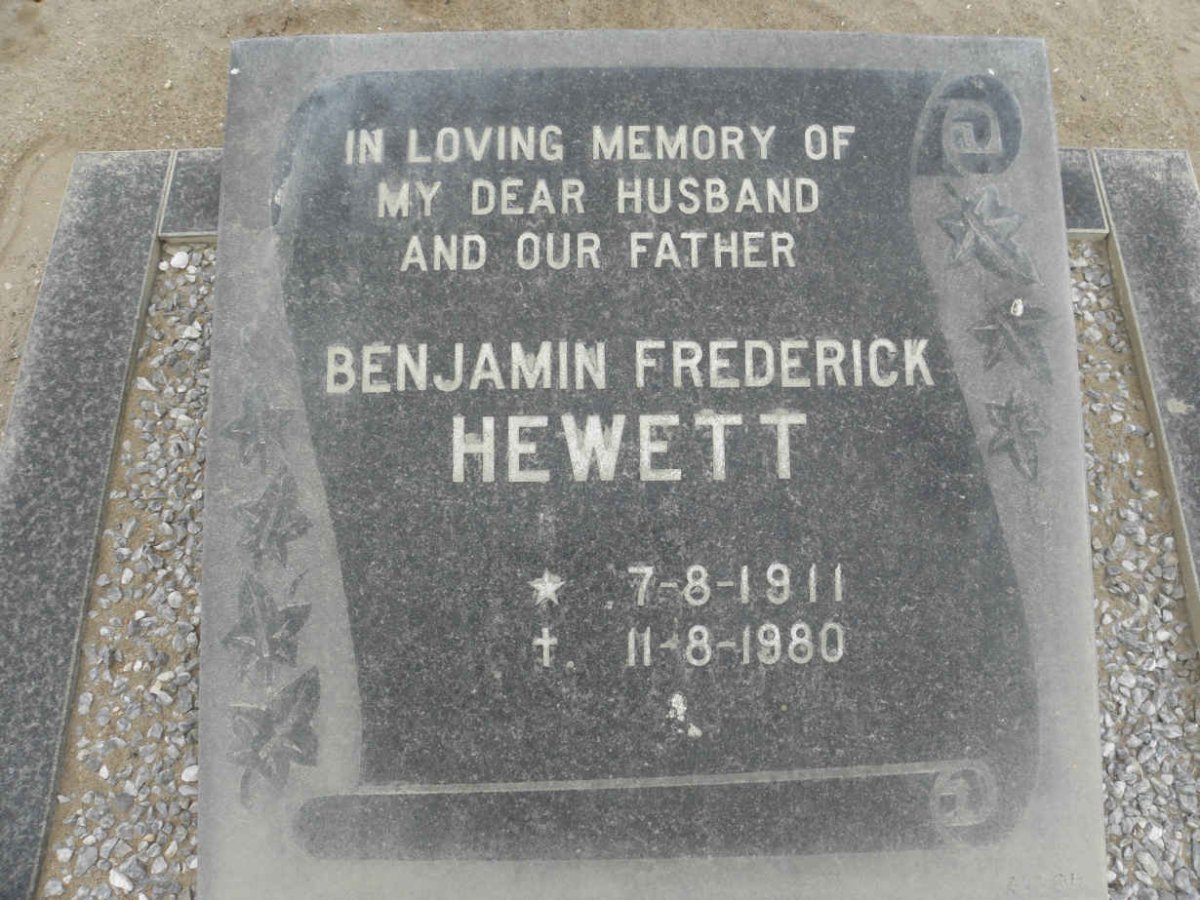 IN LOVING MEMORY OF
MY DEAR HUSBAND
AND OUR FATHER
BENJAMIN FREDERICK
HEWETT
7-8-1911
11-8-1980